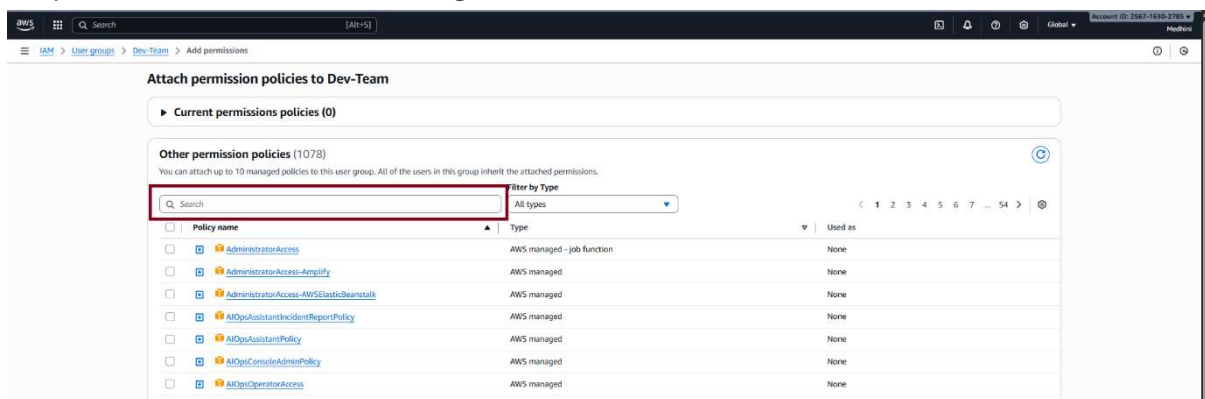 aws Search [Alt+S] Global Account ID: 2567-1630-2785
Medhini
IAM > User groups > Dev-Team > Add permissions
Attach permission policies to Dev-Team
Current permissions policies (0)
Other permission policies (1078)
You can attach up to 10 managed policies to this user group. All of the users in this group inherit the attached permissions.
Filter by Type
Search All types 1 2 3 4 5 6 7 ... 54
Policy name Type Used as
AdministratorAccess AWS managed - job function None
AdministratorAccess-Amplify AWS managed None
AdministratorAccess-AWSElasticBeanstalk AWS managed None
AIOpsAssistantIncidentReportPolicy AWS managed None
AIOpsAssistantPolicy AWS managed None
AIOpsConsoleAdminPolicy AWS managed None
AIOpsOperatorAccess AWS managed None